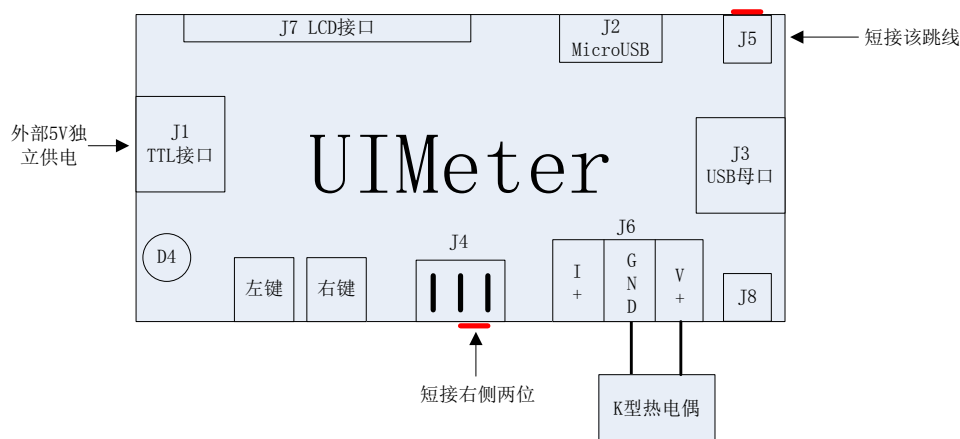 J7 LCD接口
J2
MicroUSB
J5
短接该跳线
外部5V独
立供电
J1
TTL接口
UIMeter
J3
USB母口
D4
左键
右键
J4
J6
I+
GND
V+
J8
短接右侧两位
K型热电偶